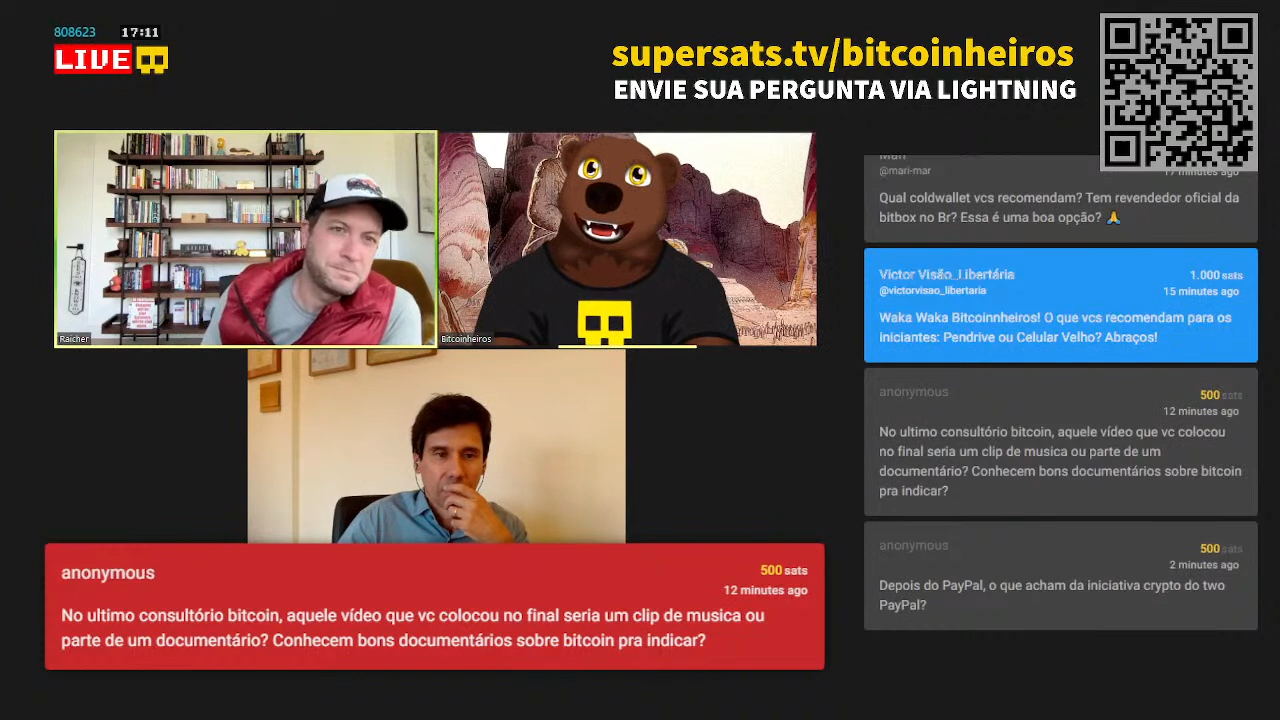 808623
17:11
LIVE
supersats.tv/bitcoinheiros
ENVIE SUA PERGUNTA VIA LIGHTNING
Raicher
Bitcoinheiros
Mari
@mari-mar
17 minutes ago
Qual coldwallet vcs recomendam? Tem revendedor oficial da
bitbox no Br? Essa é uma boa opção? 🙏
Victor Visão_Libertária
1.000 sats
@victorvisao_libertaria
15 minutes ago
Waka Waka Bitcoinnheiros! O que vcs recomendam para os
iniciantes: Pendrive ou Celular Velho? Abraços!
anonymous
500 sats
12 minutes ago
No ultimo consultório bitcoin, aquele vídeo que vc colocou
no final seria um clip de musica ou parte de um
documentário? Conhecem bons documentários sobre bitcoin
pra indicar?
anonymous
500 sats
2 minutes ago
Depois do PayPal, o que acham da iniciativa crypto do two
PayPal?
anonymous
500 sats
12 minutes ago
No ultimo consultório bitcoin, aquele vídeo que vc colocou no final seria um clip de musica ou
parte de um documentário? Conhecem bons documentários sobre bitcoin pra indicar?